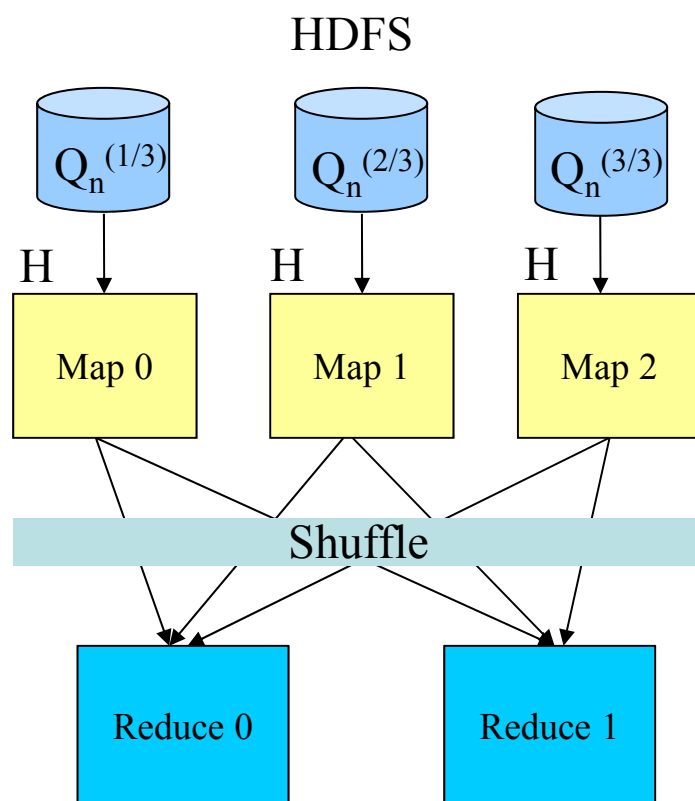 HDFS
Qn(1/3)
Qn(2/3)
Qn(3/3)
H
H
H
Map 0
Map 1
Map 2
Shuffle
Reduce 0
Reduce 1